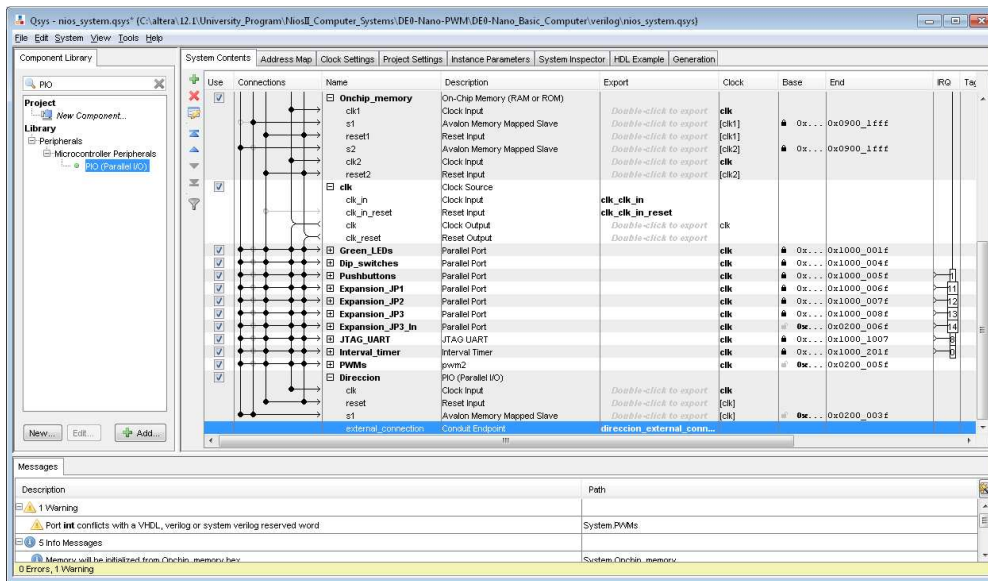 Qsys - nios_system.qsys* (C:\altera\12.1\University_Program\NiosII_Computer_Systems\DE0-Nano-PWM\DE0-Nano_Basic_Computer\verilog\nios_system.qsys)
File Edit System View Tools Help
Component Library
PIO
Project
New Component...
Library
Peripherals
Microcontroller Peripherals
PIO (Parallel I/O)
New... Edit... Add...
System Contents Address Map Clock Settings Project Settings Instance Parameters System Inspector HDL Example Generation
Use Connections Name Description Export Clock Base End IRQ Tag
Onchip_memory On-Chip Memory (RAM or ROM)
clk1 Clock Input Double-click to export clk
s1 Avalon Memory Mapped Slave Double-click to export [clk1] 0x... 0x0900_1fff
reset1 Reset Input Double-click to export [clk1]
s2 Avalon Memory Mapped Slave Double-click to export [clk2] 0x... 0x0900_1fff
clk2 Clock Input Double-click to export clk
reset2 Reset Input Double-click to export [clk2]
clk Clock Source
clk_in Clock Input clk_clk_in
clk_in_reset Reset Input clk_clk_in_reset
clk Clock Output Double-click to export clk
clk_reset Reset Output Double-click to export
Green_LEDs Parallel Port clk 0x... 0x1000_001f
Dip_switches Parallel Port clk 0x... 0x1000_004f
Pushbuttons Parallel Port clk 0x... 0x1000_005f 1
Expansion_JP1 Parallel Port clk 0x... 0x1000_006f 11
Expansion_JP2 Parallel Port clk 0x... 0x1000_007f 12
Expansion_JP3 Parallel Port clk 0x... 0x1000_008f 13
Expansion_JP3_In Parallel Port clk 0x... 0x0200_006f 14
JTAG_UART JTAG UART clk 0x... 0x1000_1007 8
Interval_timer Interval Timer clk 0x... 0x1000_201f 0
PWMs pwm2 clk 0x... 0x0200_005f
Direccion PIO (Parallel I/O)
clk Clock Input Double-click to export clk
reset Reset Input Double-click to export [clk]
s1 Avalon Memory Mapped Slave Double-click to export [clk] 0x... 0x0200_003f
external_connection Conduit Endpoint direccion_external_conn...
Messages
Description Path
1 Warning
Port int conflicts with a VHDL, verilog or system verilog reserved word System.PWMs
5 Info Messages
Memory will be initialized from Onchip_memory.hex System.Onchip_memory
0 Errors, 1 Warning